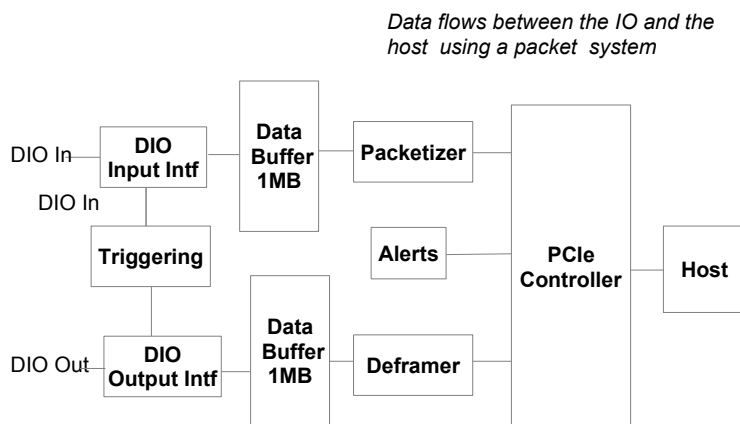 Data flows between the IO and the
host using a packet system
DIO In
DIO
Input Intf
Data
Buffer
1MB
Packetizer
DIO In
Triggering
Alerts
PCIe
Controller
Host
DIO Out
DIO
Output Intf
Data
Buffer
1MB
Deframer